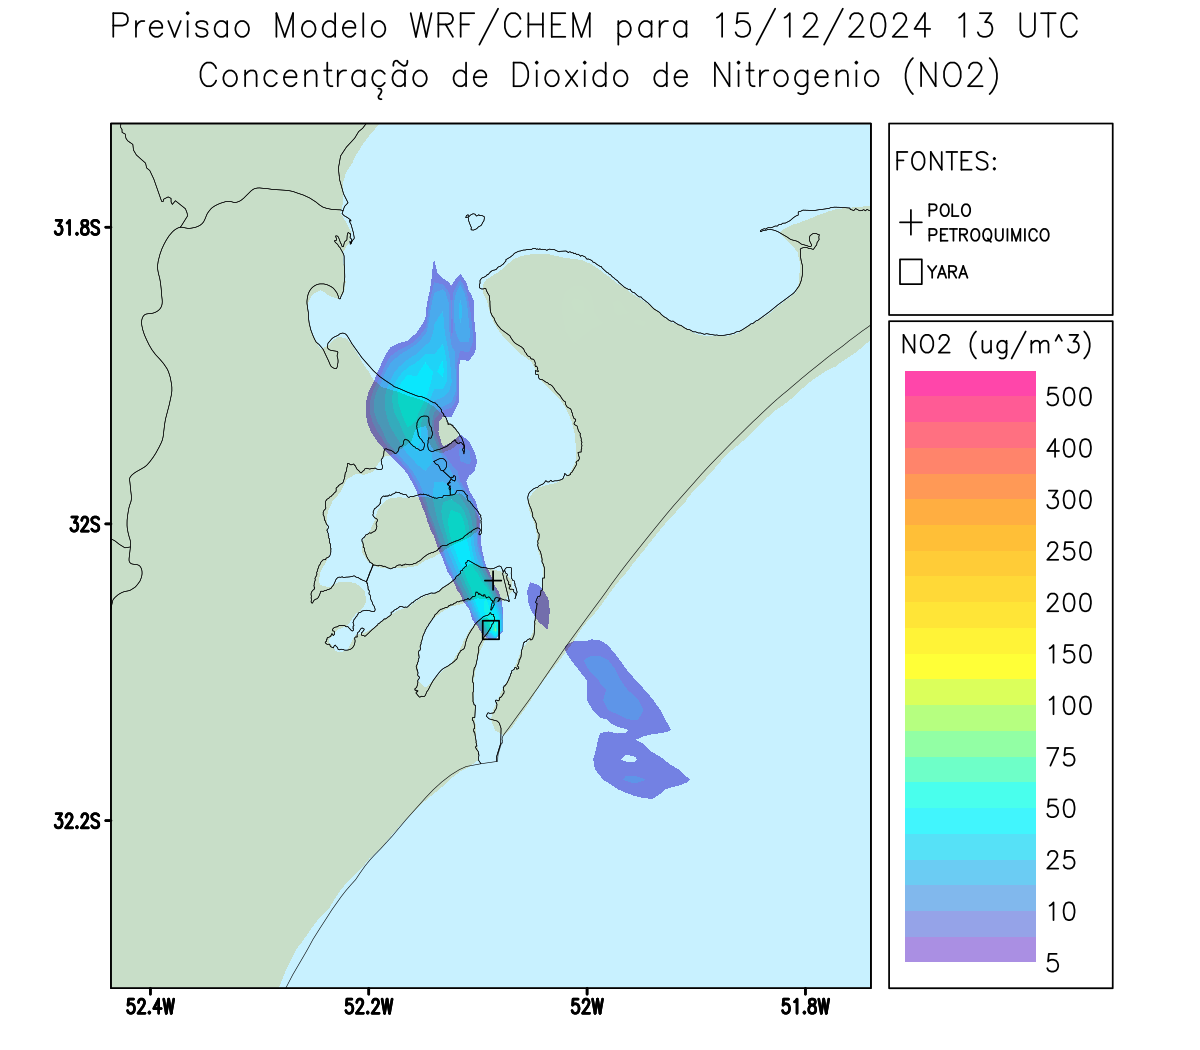 Previsao Modelo WRF/CHEM para 15/12/2024 13 UTC
Concentração de Dioxido de Nitrogenio (NO2)
FONTES:
POLO
PETROQUIMICO
YARA
31.8S
32S
32.2S
52.4W
52.2W
52W
51.8W
NO2 (ug/m^3)
500
400
300
250
200
150
100
75
50
25
10
5